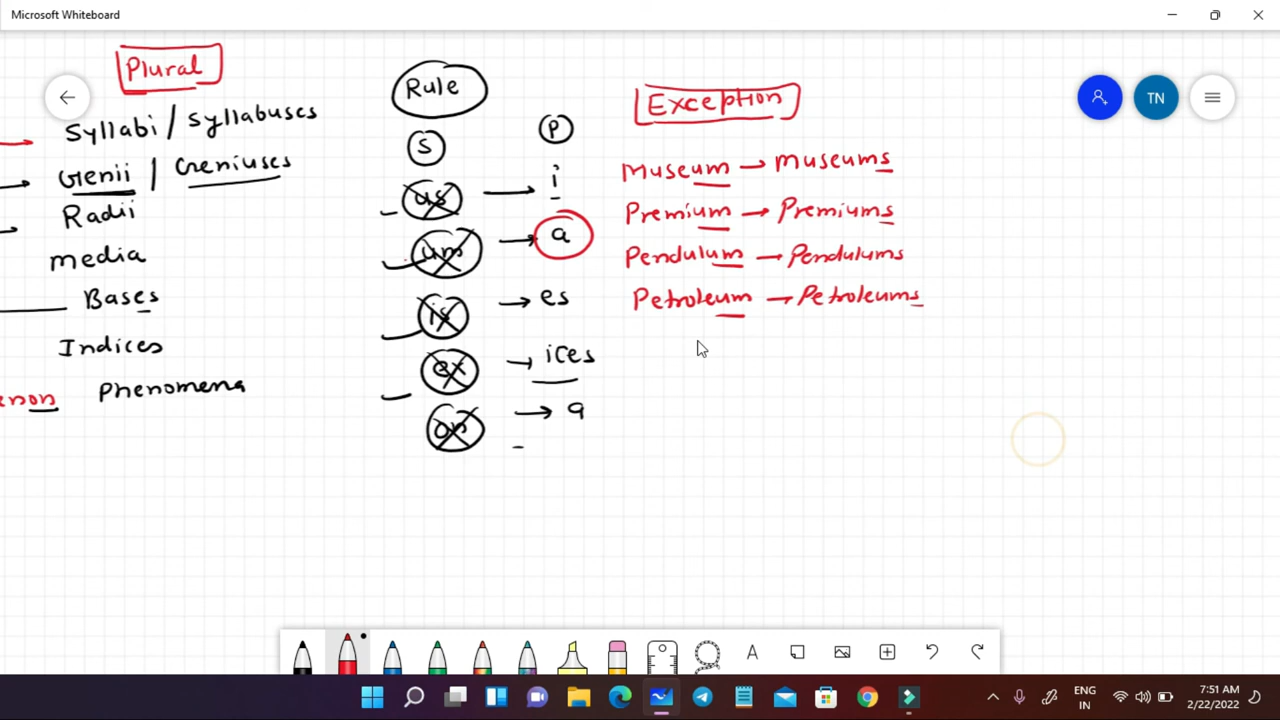 Microsoft Whiteboard
Plural
Syllabi / Syllabuses
Genii / Geniuses
Radii
media
Bases
Indices
enon Phenomena
Rule
S P
us → i
um → a
is → es
ex → ices
on → a
Exception
Museum → Museums
Premium → Premiums
Pendulum → Pendulums
Petroleum → Petroleums
TN
A
ENG
IN
7:51 AM
2/22/2022